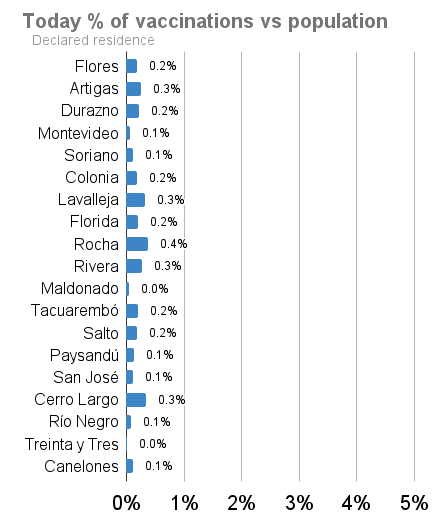 Today % of vaccinations vs population
Declared residence
Flores 0.2%
Artigas 0.3%
Durazno 0.2%
Montevideo 0.1%
Soriano 0.1%
Colonia 0.2%
Lavalleja 0.3%
Florida 0.2%
Rocha 0.4%
Rivera 0.3%
Maldonado 0.0%
Tacuarembó 0.2%
Salto 0.2%
Paysandú 0.1%
San José 0.1%
Cerro Largo 0.3%
Río Negro 0.1%
Treinta y Tres 0.0%
Canelones 0.1%
0% 1% 2% 3% 4% 5%